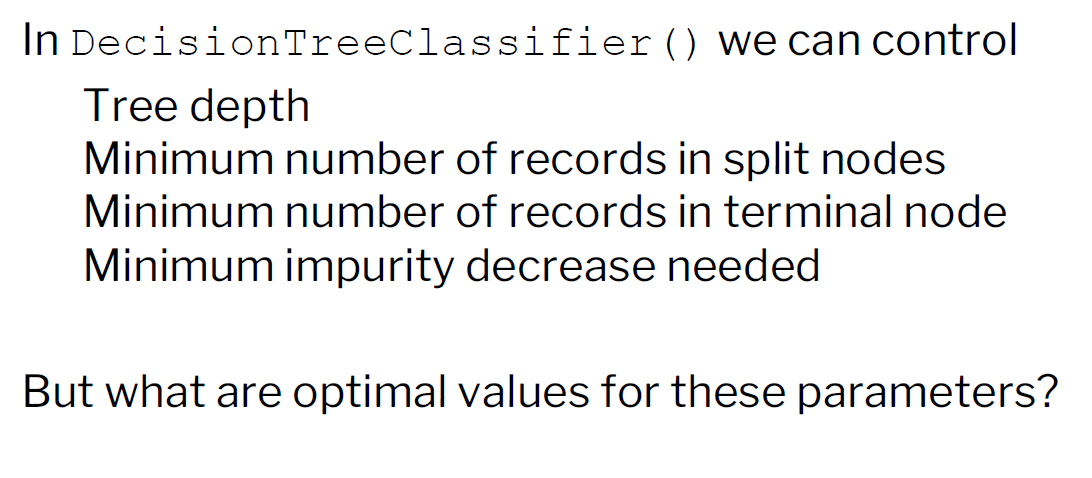 In DecisionTreeClassifier() we can control
Tree depth
Minimum number of records in split nodes
Minimum number of records in terminal node
Minimum impurity decrease needed
But what are optimal values for these parameters?